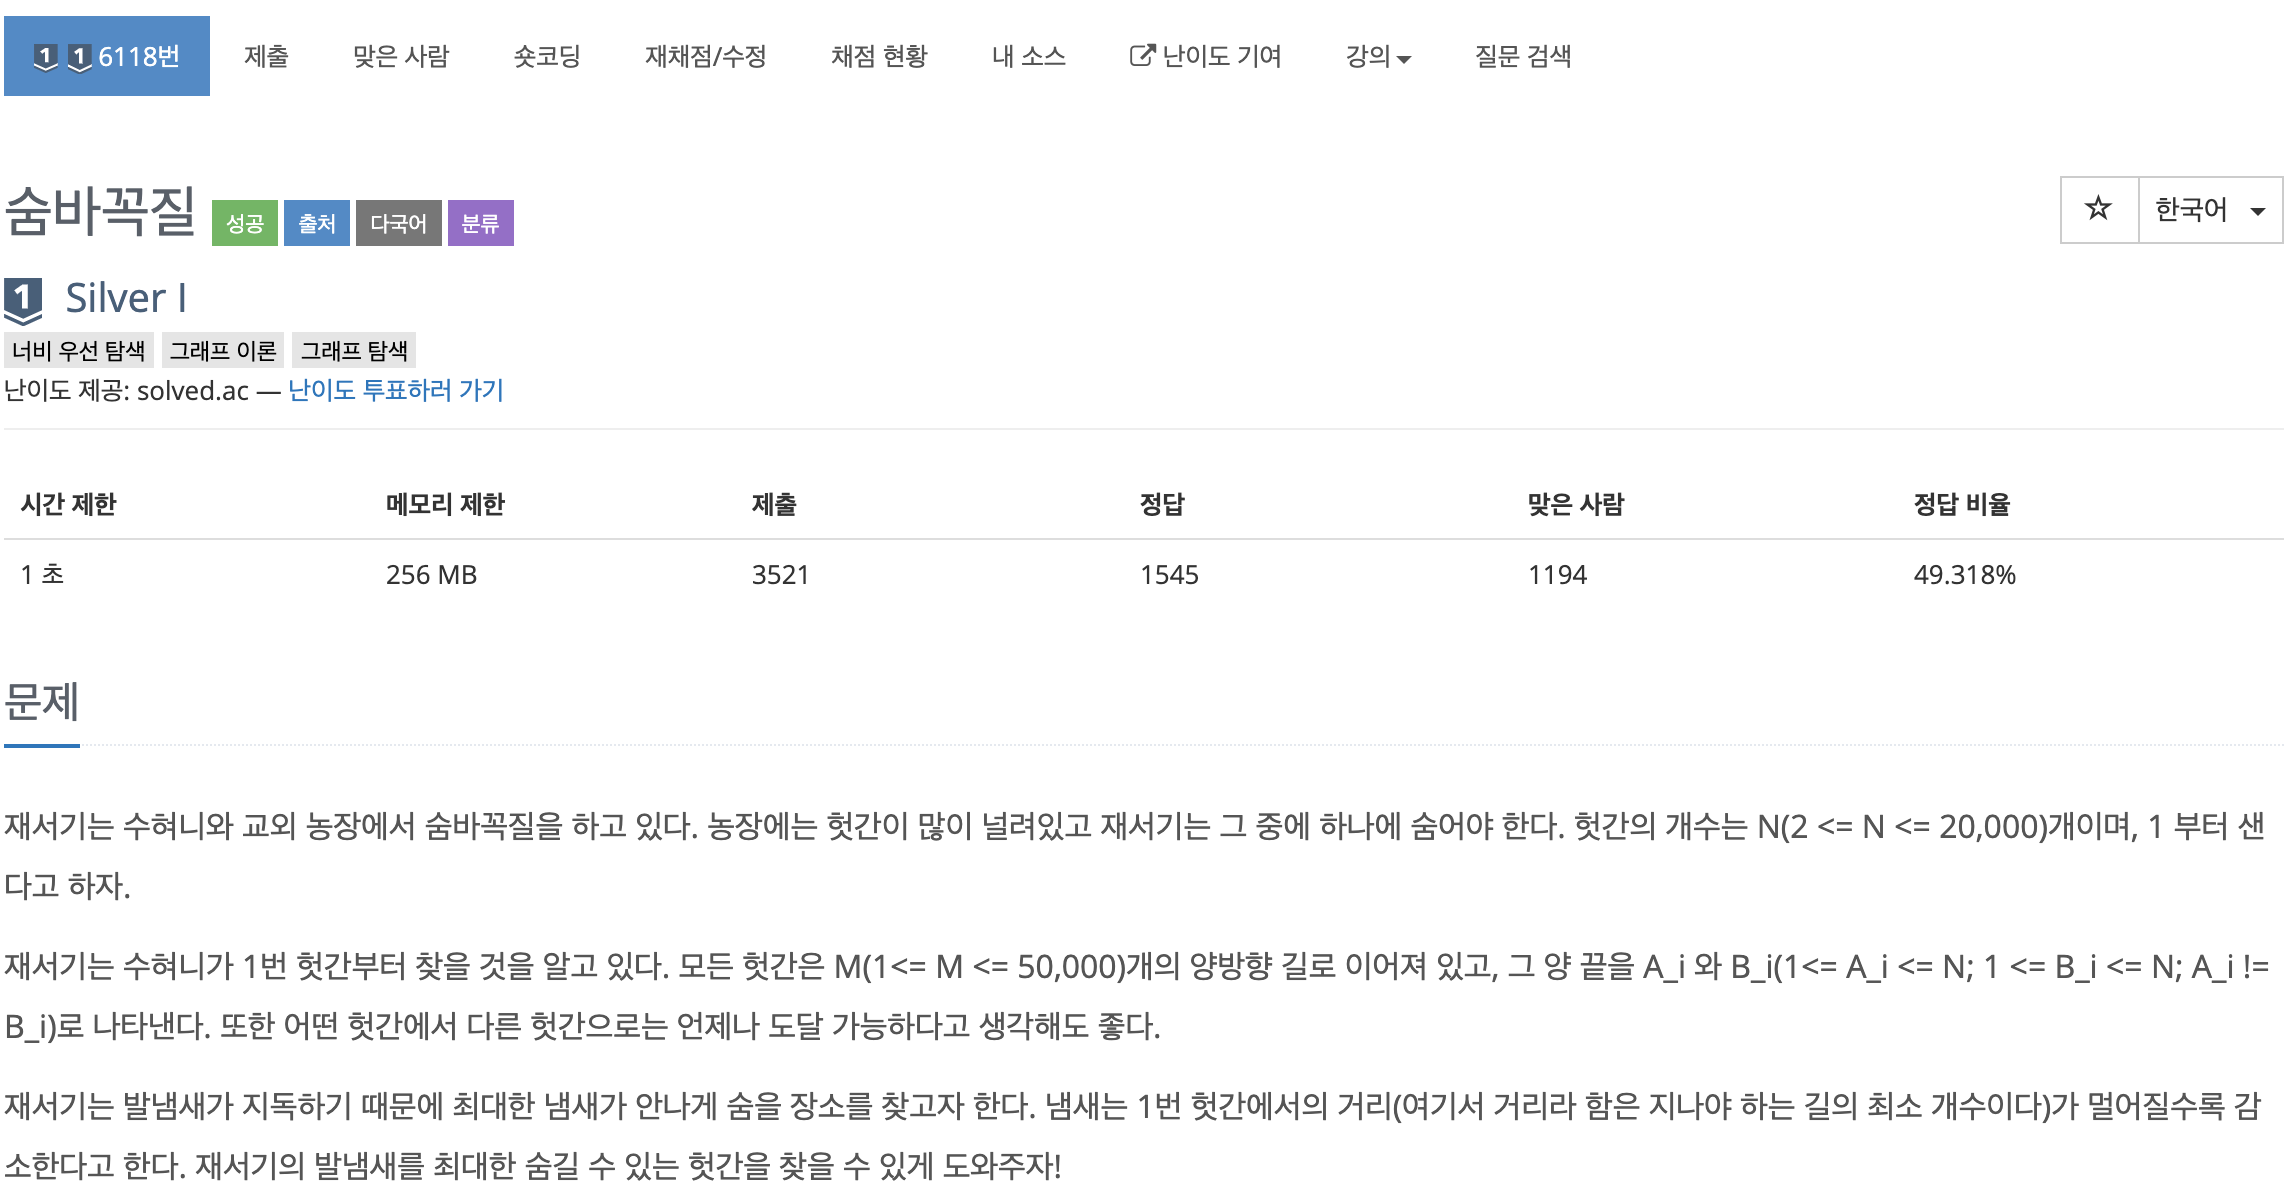 1 1 6118번 제출 맞은 사람 숏코딩 재채점/수정 채점 현황 내 소스 난이도 기여 강의 질문 검색
숨바꼭질 성공 출처 다국어 분류 한국어
1 Silver I
너비 우선 탐색 그래프 이론 그래프 탐색
난이도 제공: solved.ac — 난이도 투표하러 가기
시간 제한 메모리 제한 제출 정답 맞은 사람 정답 비율
1 초 256 MB 3521 1545 1194 49.318%
문제
재서기는 수혀니와 교외 농장에서 숨바꼭질을 하고 있다. 농장에는 헛간이 많이 널려있고 재서기는 그 중에 하나에 숨어야 한다. 헛간의 개수는 N(2 <= N <= 20,000)개이며, 1 부터 샌
다고 하자.
재서기는 수혀니가 1번 헛간부터 찾을 것을 알고 있다. 모든 헛간은 M(1<= M <= 50,000)개의 양방향 길로 이어져 있고, 그 양 끝을 A_i 와 B_i(1<= A_i <= N; 1 <= B_i <= N; A_i !=
B_i)로 나타낸다. 또한 어떤 헛간에서 다른 헛간으로는 언제나 도달 가능하다고 생각해도 좋다.
재서기는 발냄새가 지독하기 때문에 최대한 냄새가 안나게 숨을 장소를 찾고자 한다. 냄새는 1번 헛간에서의 거리(여기서 거리라 함은 지나야 하는 길의 최소 개수이다)가 멀어질수록 감
소한다고 한다. 재서기의 발냄새를 최대한 숨길 수 있는 헛간을 찾을 수 있게 도와주자!